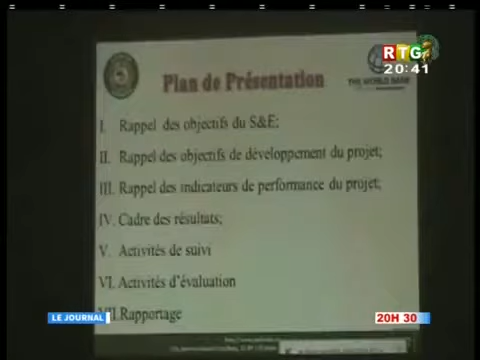 RTG
20:41
Plan de Présentation
THE WORLD BANK
I. Rappel des objectifs du S&E;
II. Rappel des objectifs de développement du projet;
III. Rappel des indicateurs de performance du projet;
IV. Cadre des résultats;
V. Activités de suivi
VI. Activités d'évaluation
VII. Rapportage
LE JOURNAL
20H 30